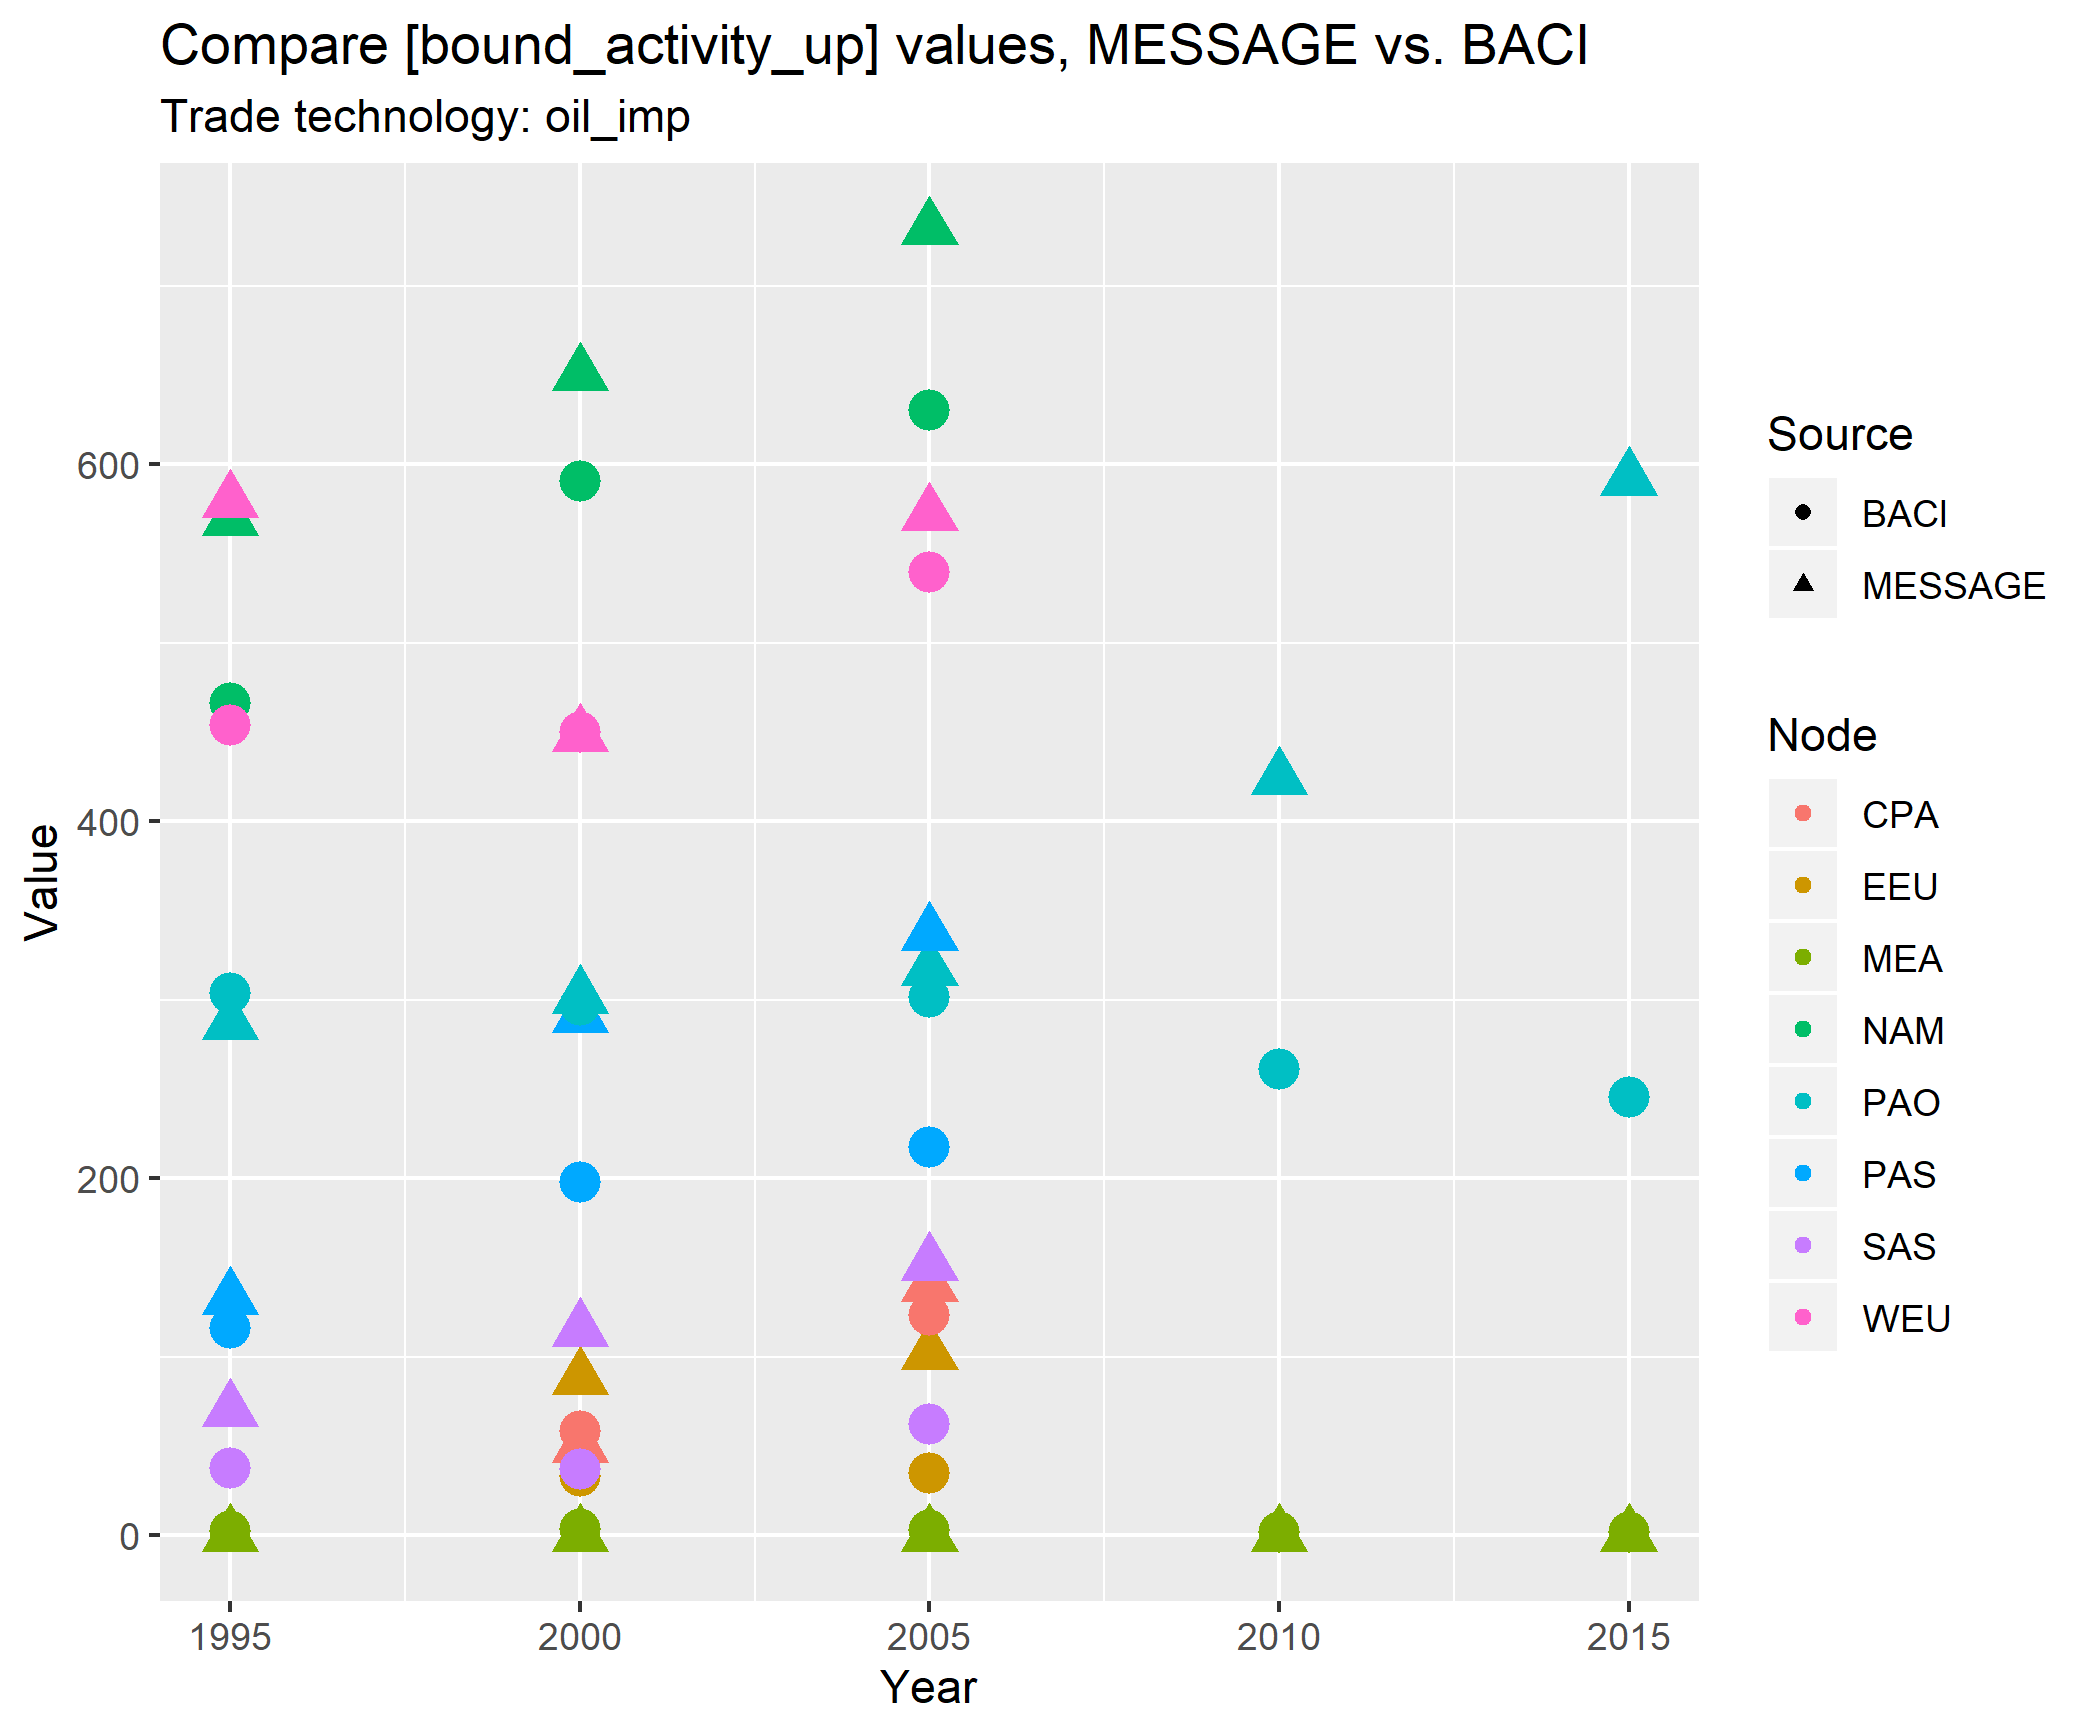 Compare [bound_activity_up] values, MESSAGE vs. BACI
Trade technology: oil_imp
Value
600
400
200
0
1995 2000 2005 2010 2015
Year
Source
BACI
MESSAGE
Node
CPA
EEU
MEA
NAM
PAO
PAS
SAS
WEU